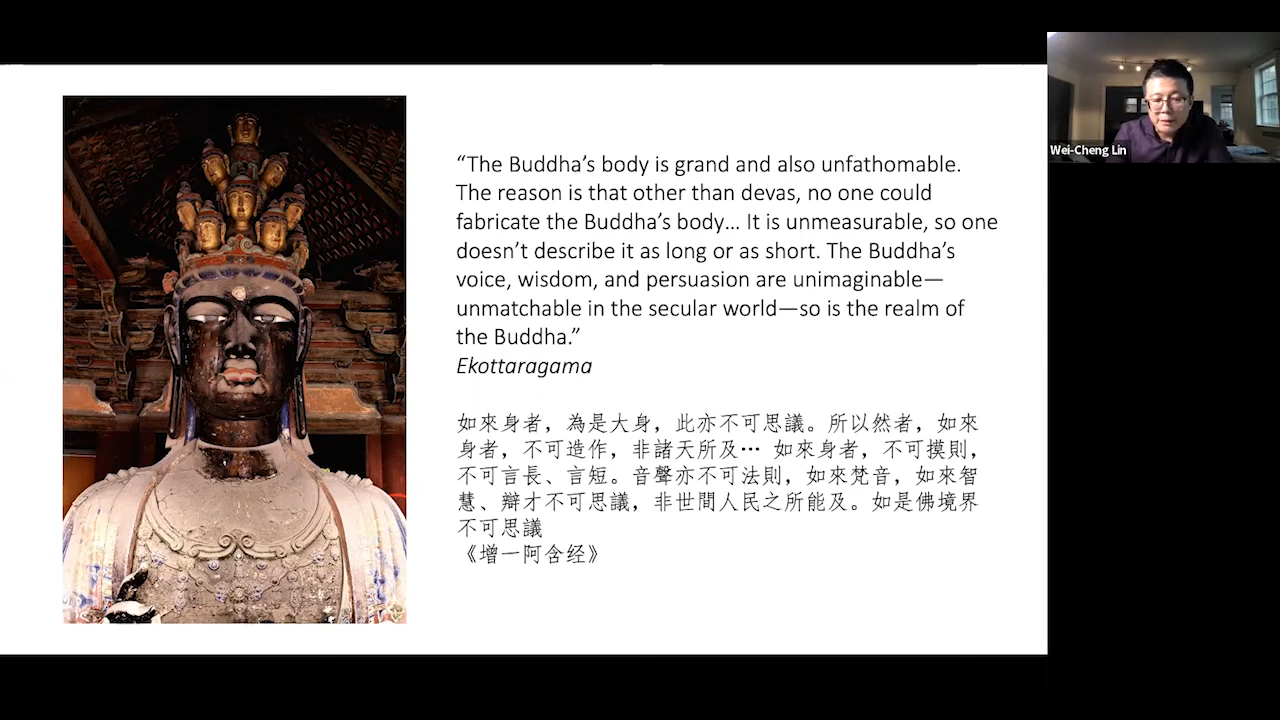 “The Buddha’s body is grand and also unfathomable.
The reason is that other than devas, no one could
fabricate the Buddha’s body… It is unmeasurable, so one
doesn’t describe it as long or as short. The Buddha’s
voice, wisdom, and persuasion are unimaginable—
unmatchable in the secular world—so is the realm of
the Buddha.”
Ekottaragama
如來身者，為是大身，此亦不可思議。所以然者，如來
身者，不可造作，非諸天所及… 如來身者，不可摸則，
不可言長、言短。音聲亦不可法則，如來梵音，如來智
慧、辯才不可思議，非世間人民之所能及。如是佛境界
不可思議
《增一阿含经》
Wei-Cheng Lin